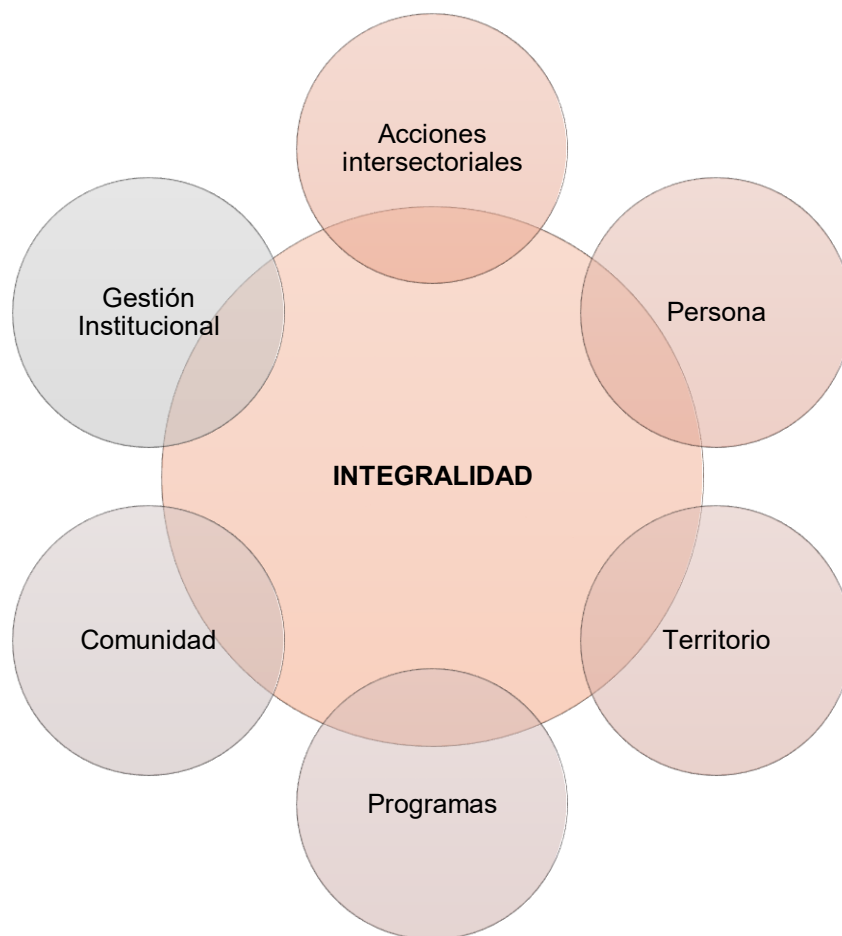 Acciones
intersectoriales
Gestión
Institucional
Persona
INTEGRALIDAD
Comunidad
Territorio
Programas